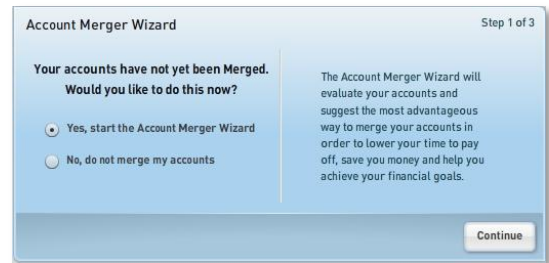 Account Merger Wizard
Step 1 of 3
Your accounts have not yet been Merged.
Would you like to do this now?
Yes, start the Account Merger Wizard
No, do not merge my accounts
The Account Merger Wizard will
evaluate your accounts and
suggest the most advantageous
way to merge your accounts in
order to lower your time to pay
off, save you money and help you
achieve your financial goals.
Continue